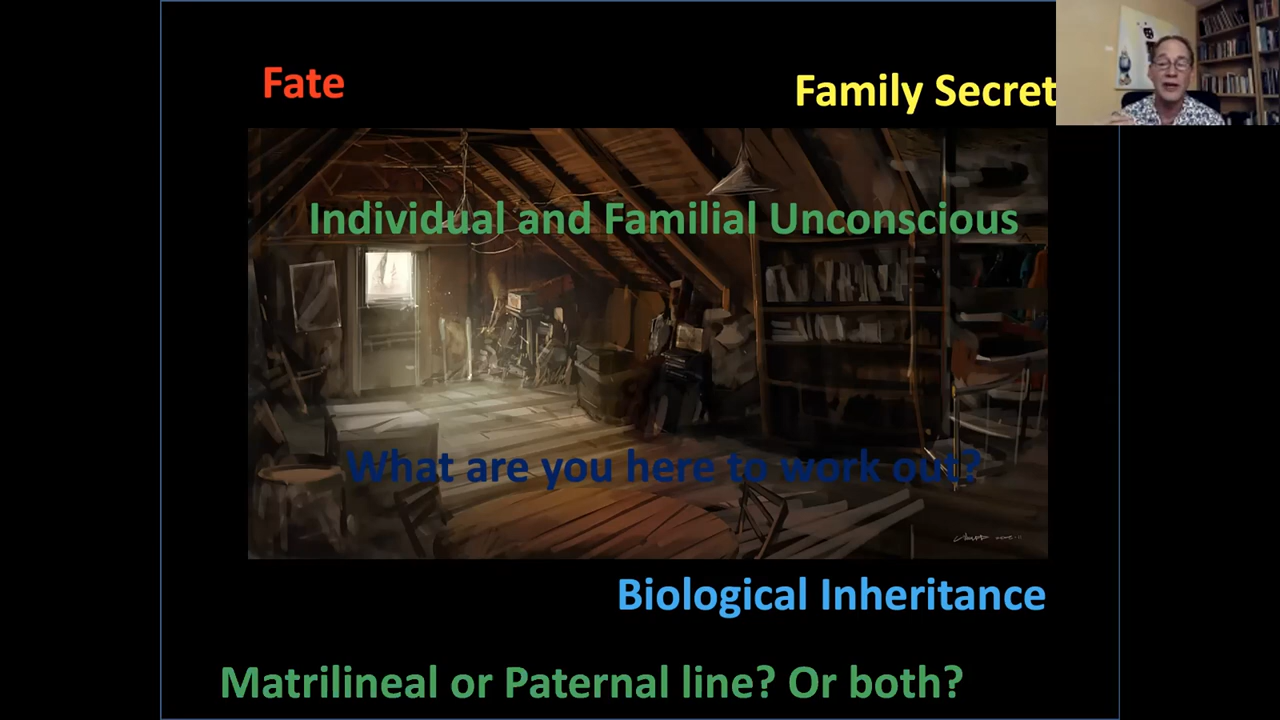 Fate
Family Secret
Individual and Familial Unconscious
What are you here to work out?
Biological Inheritance
Matrilineal or Paternal line? Or both?